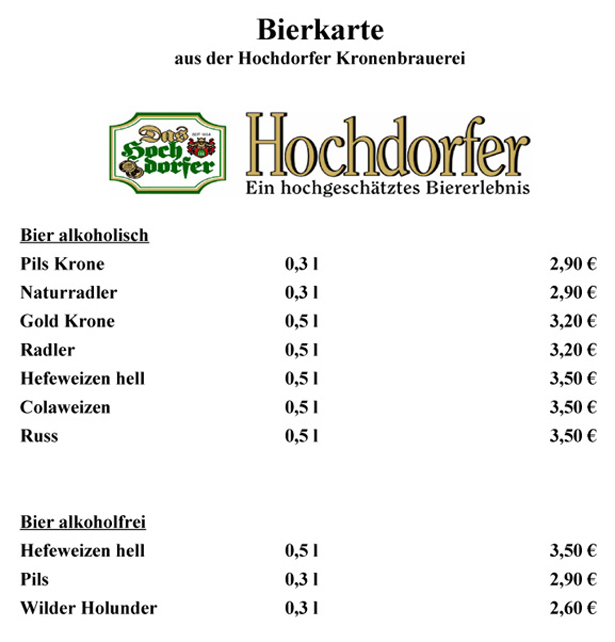 Bierkarte
aus der Hochdorfer Kronenbrauerei
Das
Hoch
dorfer
Hochdorfer
Ein hochgeschätztes Biererlebnis
Bier alkoholisch
Pils Krone 0,3 l 2,90 €
Naturradler 0,3 l 2,90 €
Gold Krone 0,5 l 3,20 €
Radler 0,5 l 3,20 €
Hefeweizen hell 0,5 l 3,50 €
Colaweizen 0,5 l 3,50 €
Russ 0,5 l 3,50 €
Bier alkoholfrei
Hefeweizen hell 0,5 l 3,50 €
Pils 0,3 l 2,90 €
Wilder Holunder 0,3 l 2,60 €